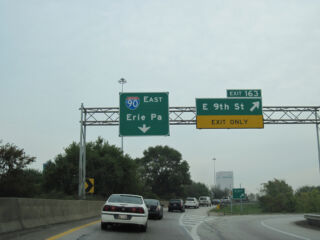 90 EAST
Erie Pa
EXIT 163
E 9th St
EXIT ONLY